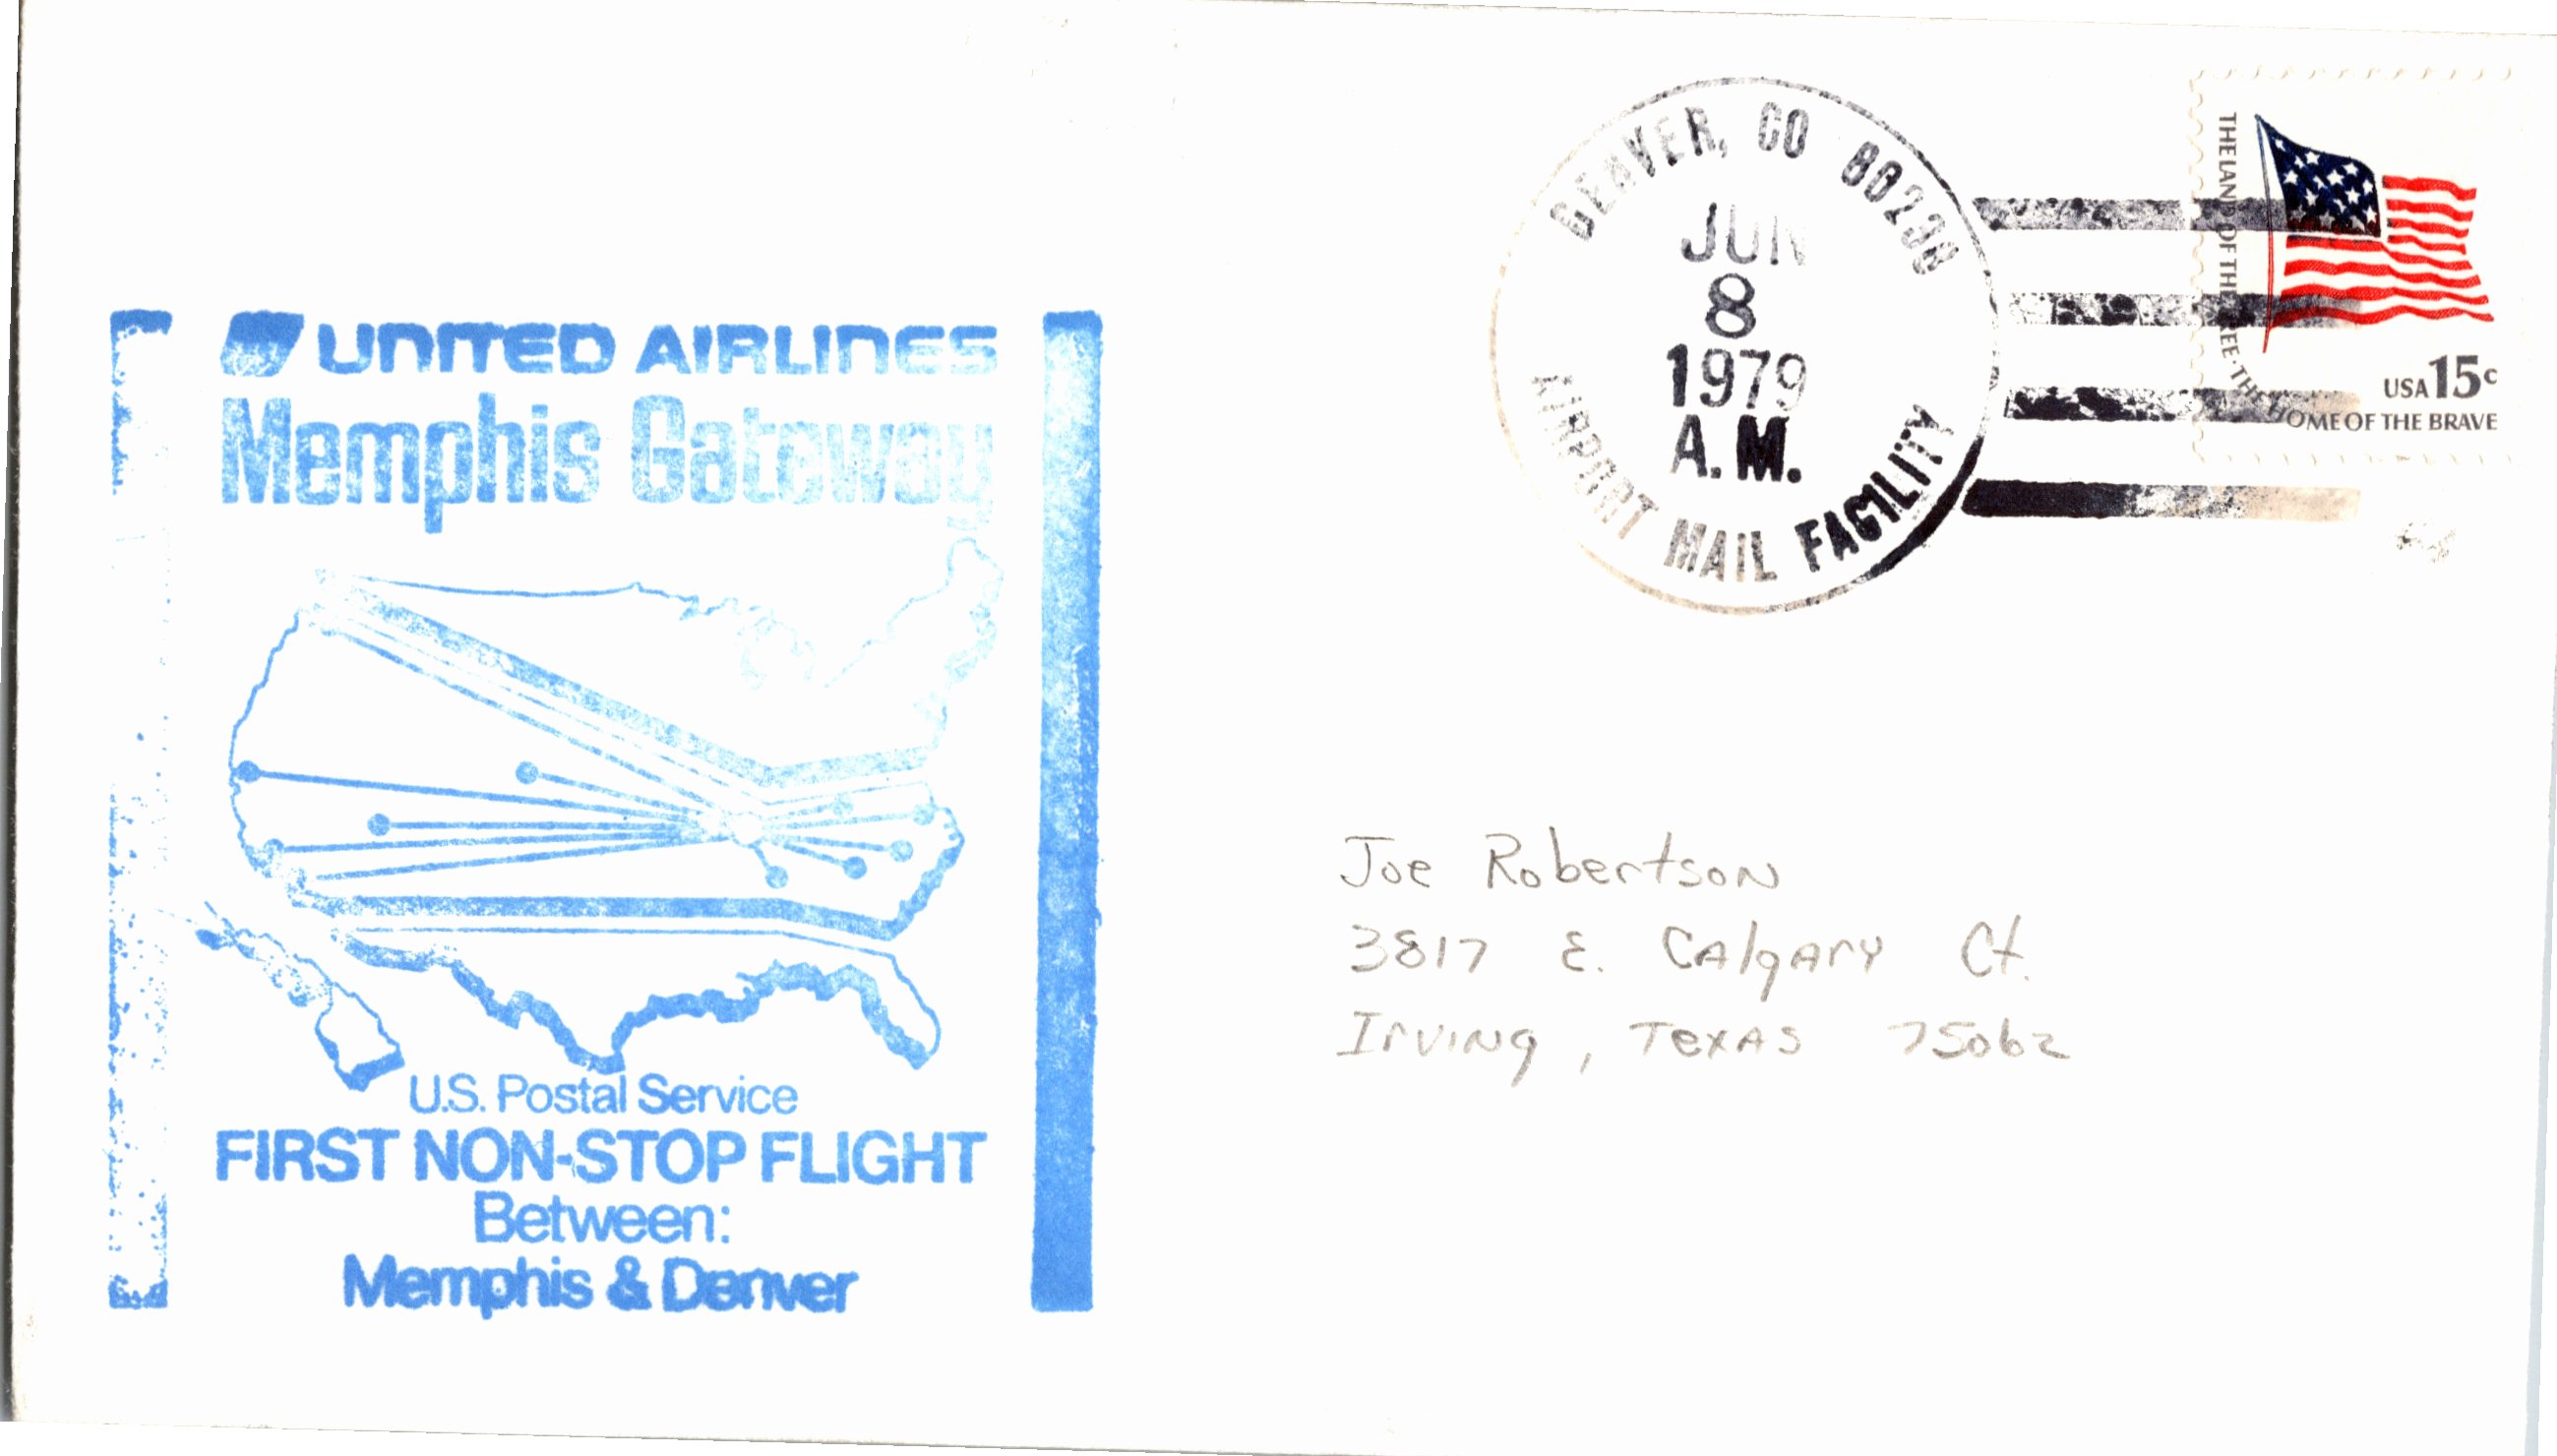 UNITED AIRLINES
Memphis Gateway
U.S. Postal Service
FIRST NON-STOP FLIGHT
Between:
Memphis & Denver
DENVER, CO
JUN
8
1979
A.M.
AIRPORT MAIL FACILITY
THE LAND OF THE FREE · THE HOME OF THE BRAVE
USA 15c
Joe Robertson
3817 E. Calgary Ct.
Irving, Texas 75062